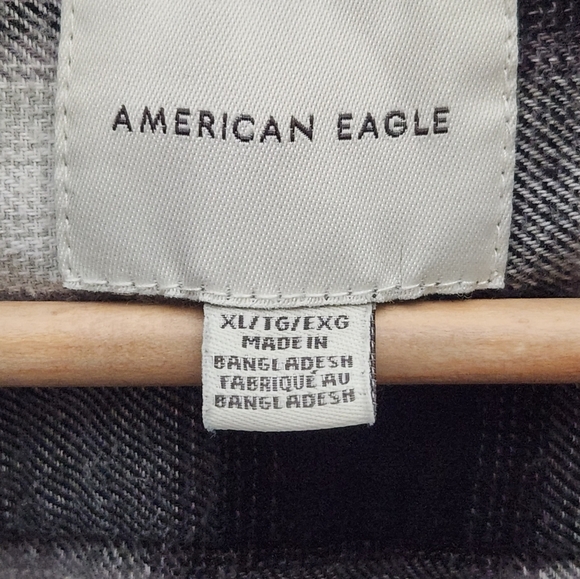 AMERICAN EAGLE
XL/TG/EXG
MADE IN
BANGLADESH
FABRIQUÉ AU
BANGLADESH